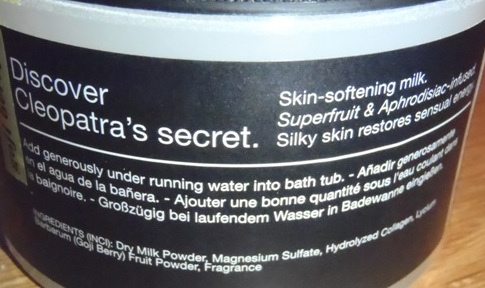 Discover
Cleopatra's secret.
Skin-softening milk.
Superfruit & Aphrodisiac-infused.
Silky skin restores sensual energy.
Add generously under running water into bath tub. - Añadir generosamente
en el agua de la bañera. - Ajouter une bonne quantité sous l'eau coulant dans
la baignoire. - Großzügig bei laufendem Wasser in Badewanne eingießen.
INGREDIENTS (INCI): Dry Milk Powder, Magnesium Sulfate, Hydrolyzed Collagen, Lycium
Barbarum (Goji Berry) Fruit Powder, Fragrance